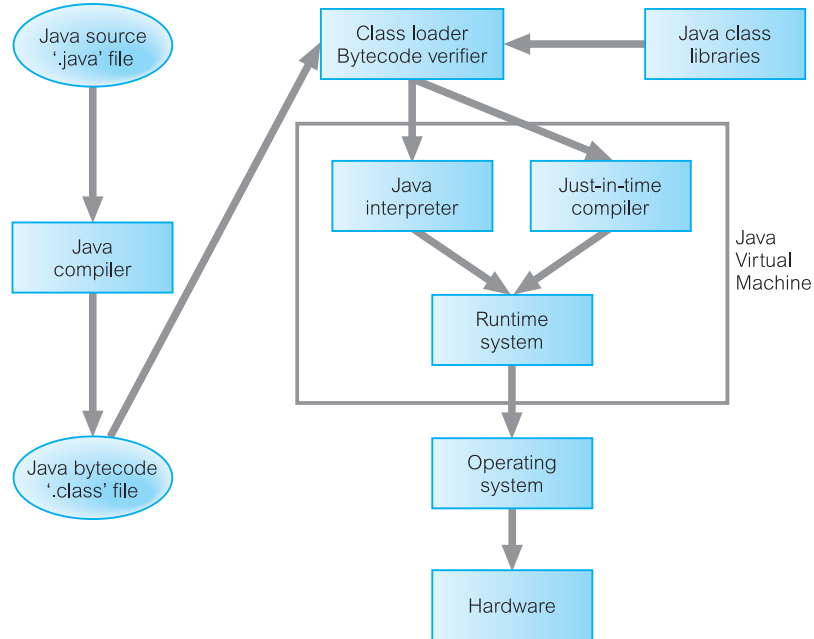 Java source
‘.java’ file
Class loader
Bytecode verifier
Java class
libraries
Java
interpreter
Just-in-time
compiler
Java
compiler
Java
Virtual
Machine
Runtime
system
Java bytecode
‘.class’ file
Operating
system
Hardware